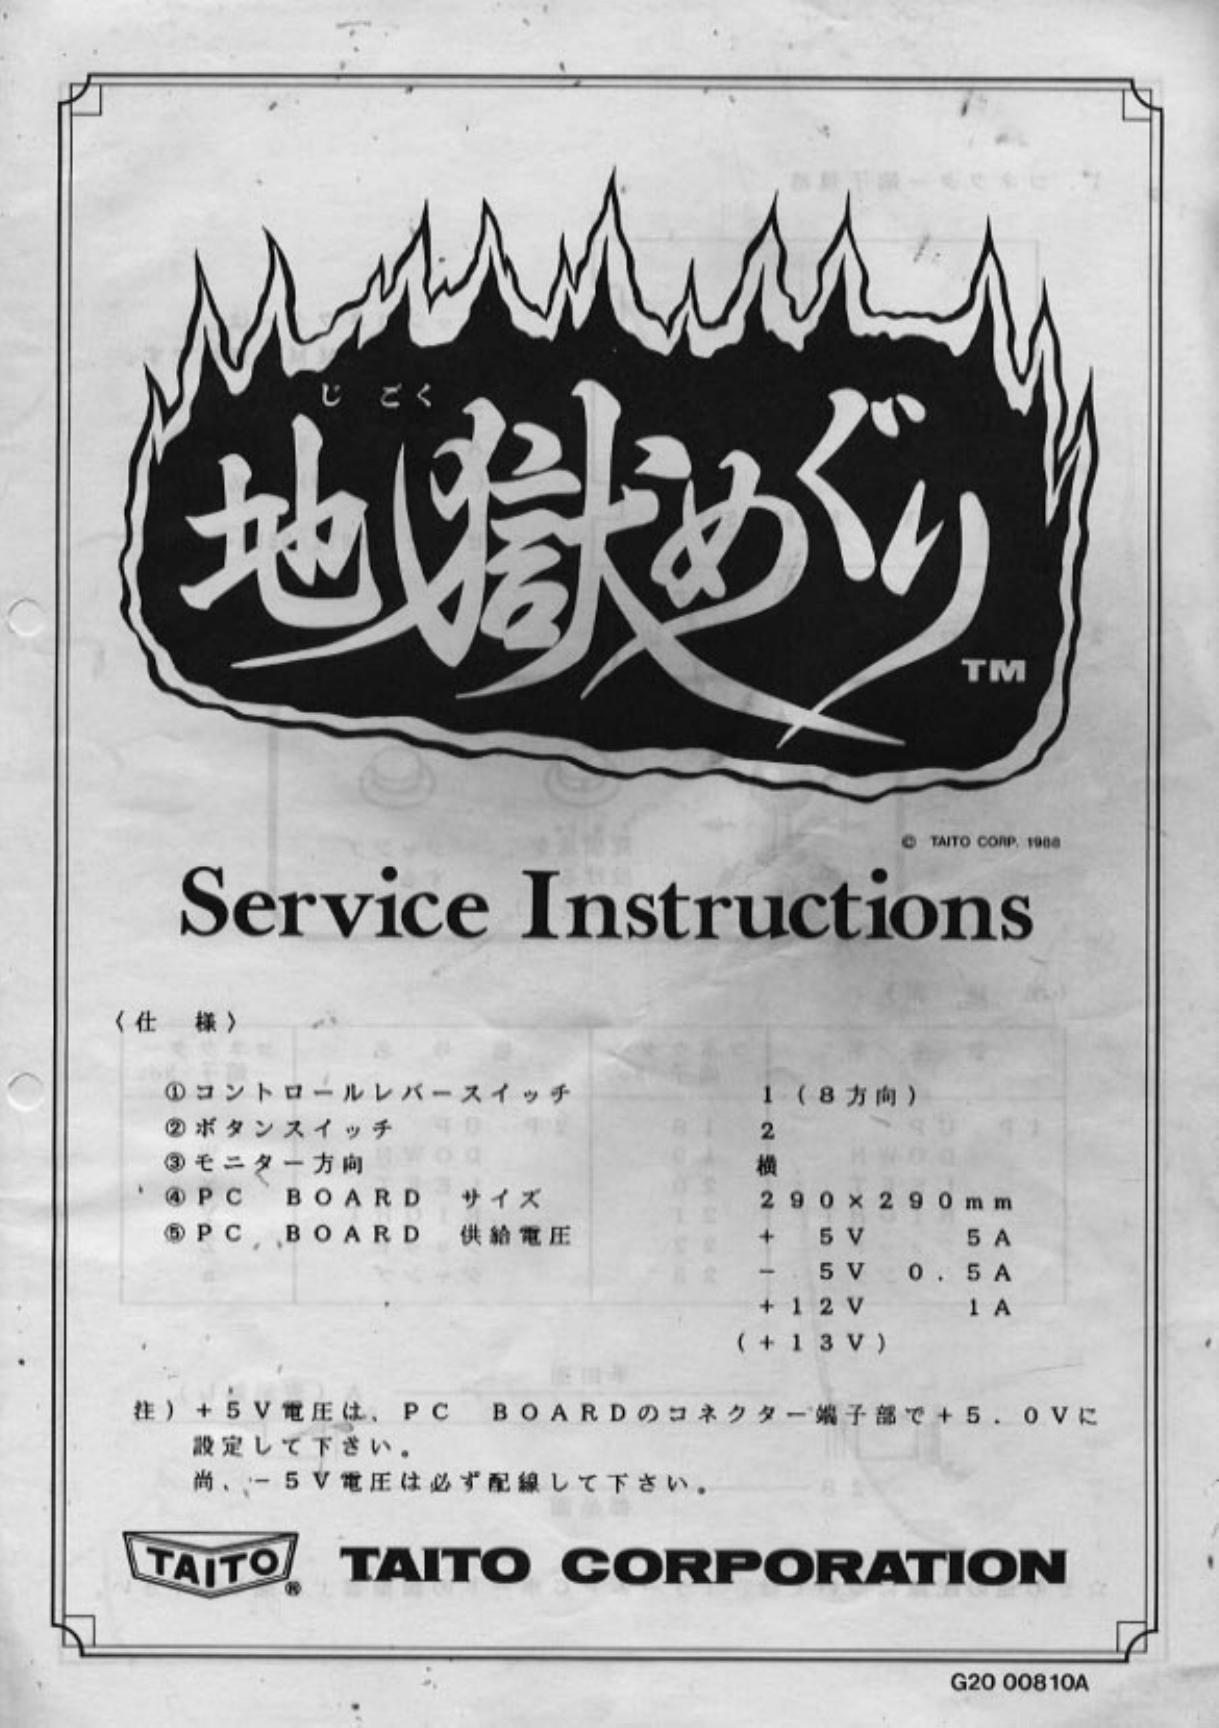 じごく
地獄めぐり
TM
© TAITO CORP. 1988
Service Instructions
〈仕 様〉
①コントロールレバースイッチ 1(8方向)
②ボタンスイッチ 2
③モニター方向 横
④PC BOARD サイズ 290×290mm
⑤PC BOARD 供給電圧 + 5V 5A
- 5V 0.5A
+12V 1A
(+13V)
注)+5V電圧は、PC BOARDのコネクター端子部で+5.0Vに
設定して下さい。
尚、-5V電圧は必ず配線して下さい。
TAITO® TAITO CORPORATION
G20 00810A